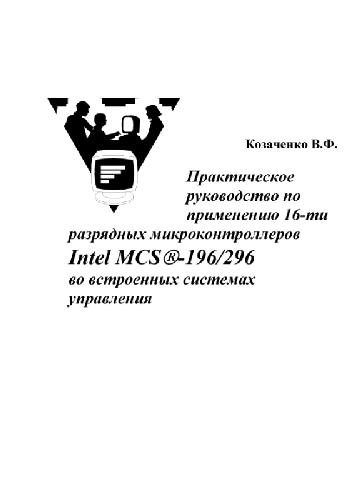 Козаченко В.Ф.
Практическое
руководство по
применению 16-ти
разрядных микроконтроллеров
Intel MCS®-196/296
во встроенных системах
управления